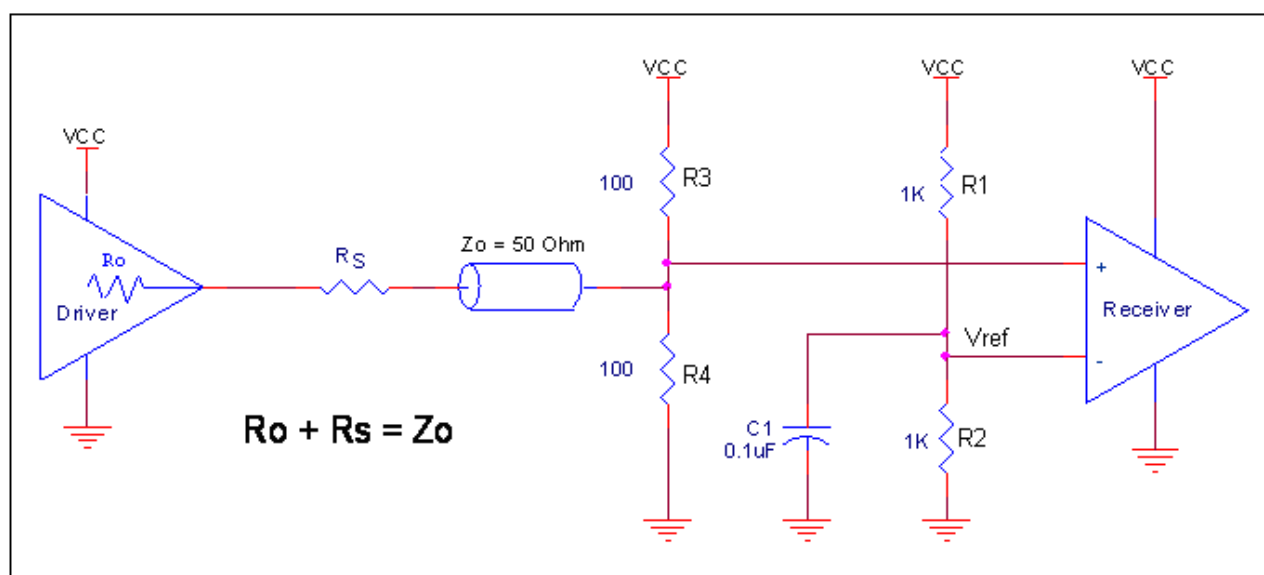 VCC
VCC
VCC
VCC
R3
100
R1
1K
Zo = 50 Ohm
RS
Ro
Driver
+
Receiver
Vref
-
R4
100
Ro + Rs = Zo
C1
0.1uF
1K
R2